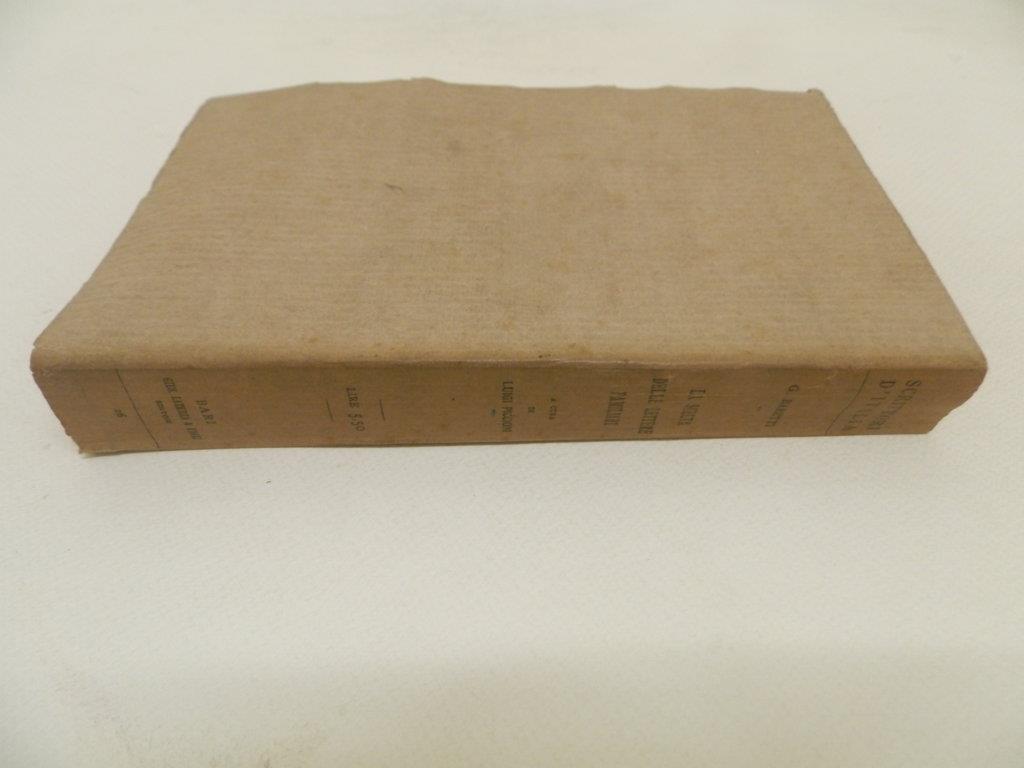 SCRITTORI
D'ITALIA
G. BARETTI
LA SCELTA
DELLE LETTERE
FAMILIARI
A CURA
DI
LUIGI PICCIONI
LIRE 5,50
BARI
GIUS. LATERZA & FIGLI
EDITORI
26